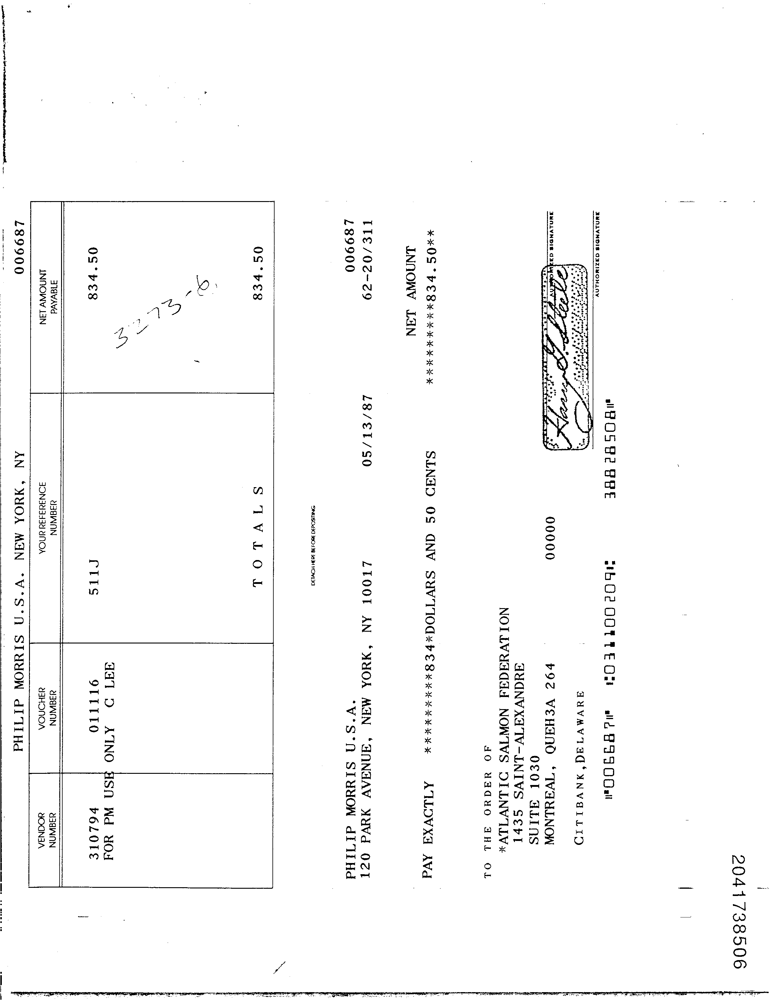 PHILIP MORRIS U.S.A. NEW YORK, NY 006687
VENDOR NUMBER VOUCHER NUMBER YOUR REFERENCE NUMBER NET AMOUNT PAYABLE
310794 011116 511J 834.50
FOR PM USE ONLY C LEE
TOTALS 834.50
DETACH HERE BEFORE DEPOSITING
PHILIP MORRIS U.S.A. 006687
120 PARK AVENUE, NEW YORK, NY 10017 05/13/87 62-20/311
NET AMOUNT
PAY EXACTLY *********834*DOLLARS AND 50 CENTS *********834.50**
TO THE ORDER OF
*ATLANTIC SALMON FEDERATION
1435 SAINT-ALEXANDRE
SUITE 1030
MONTREAL, QUEH3A 264 00000
AUTHORIZED SIGNATURE
CITIBANK, DELAWARE
AUTHORIZED SIGNATURE
⑈006687⑈ ⑆031100209⑆ 38828508⑈
2041738506